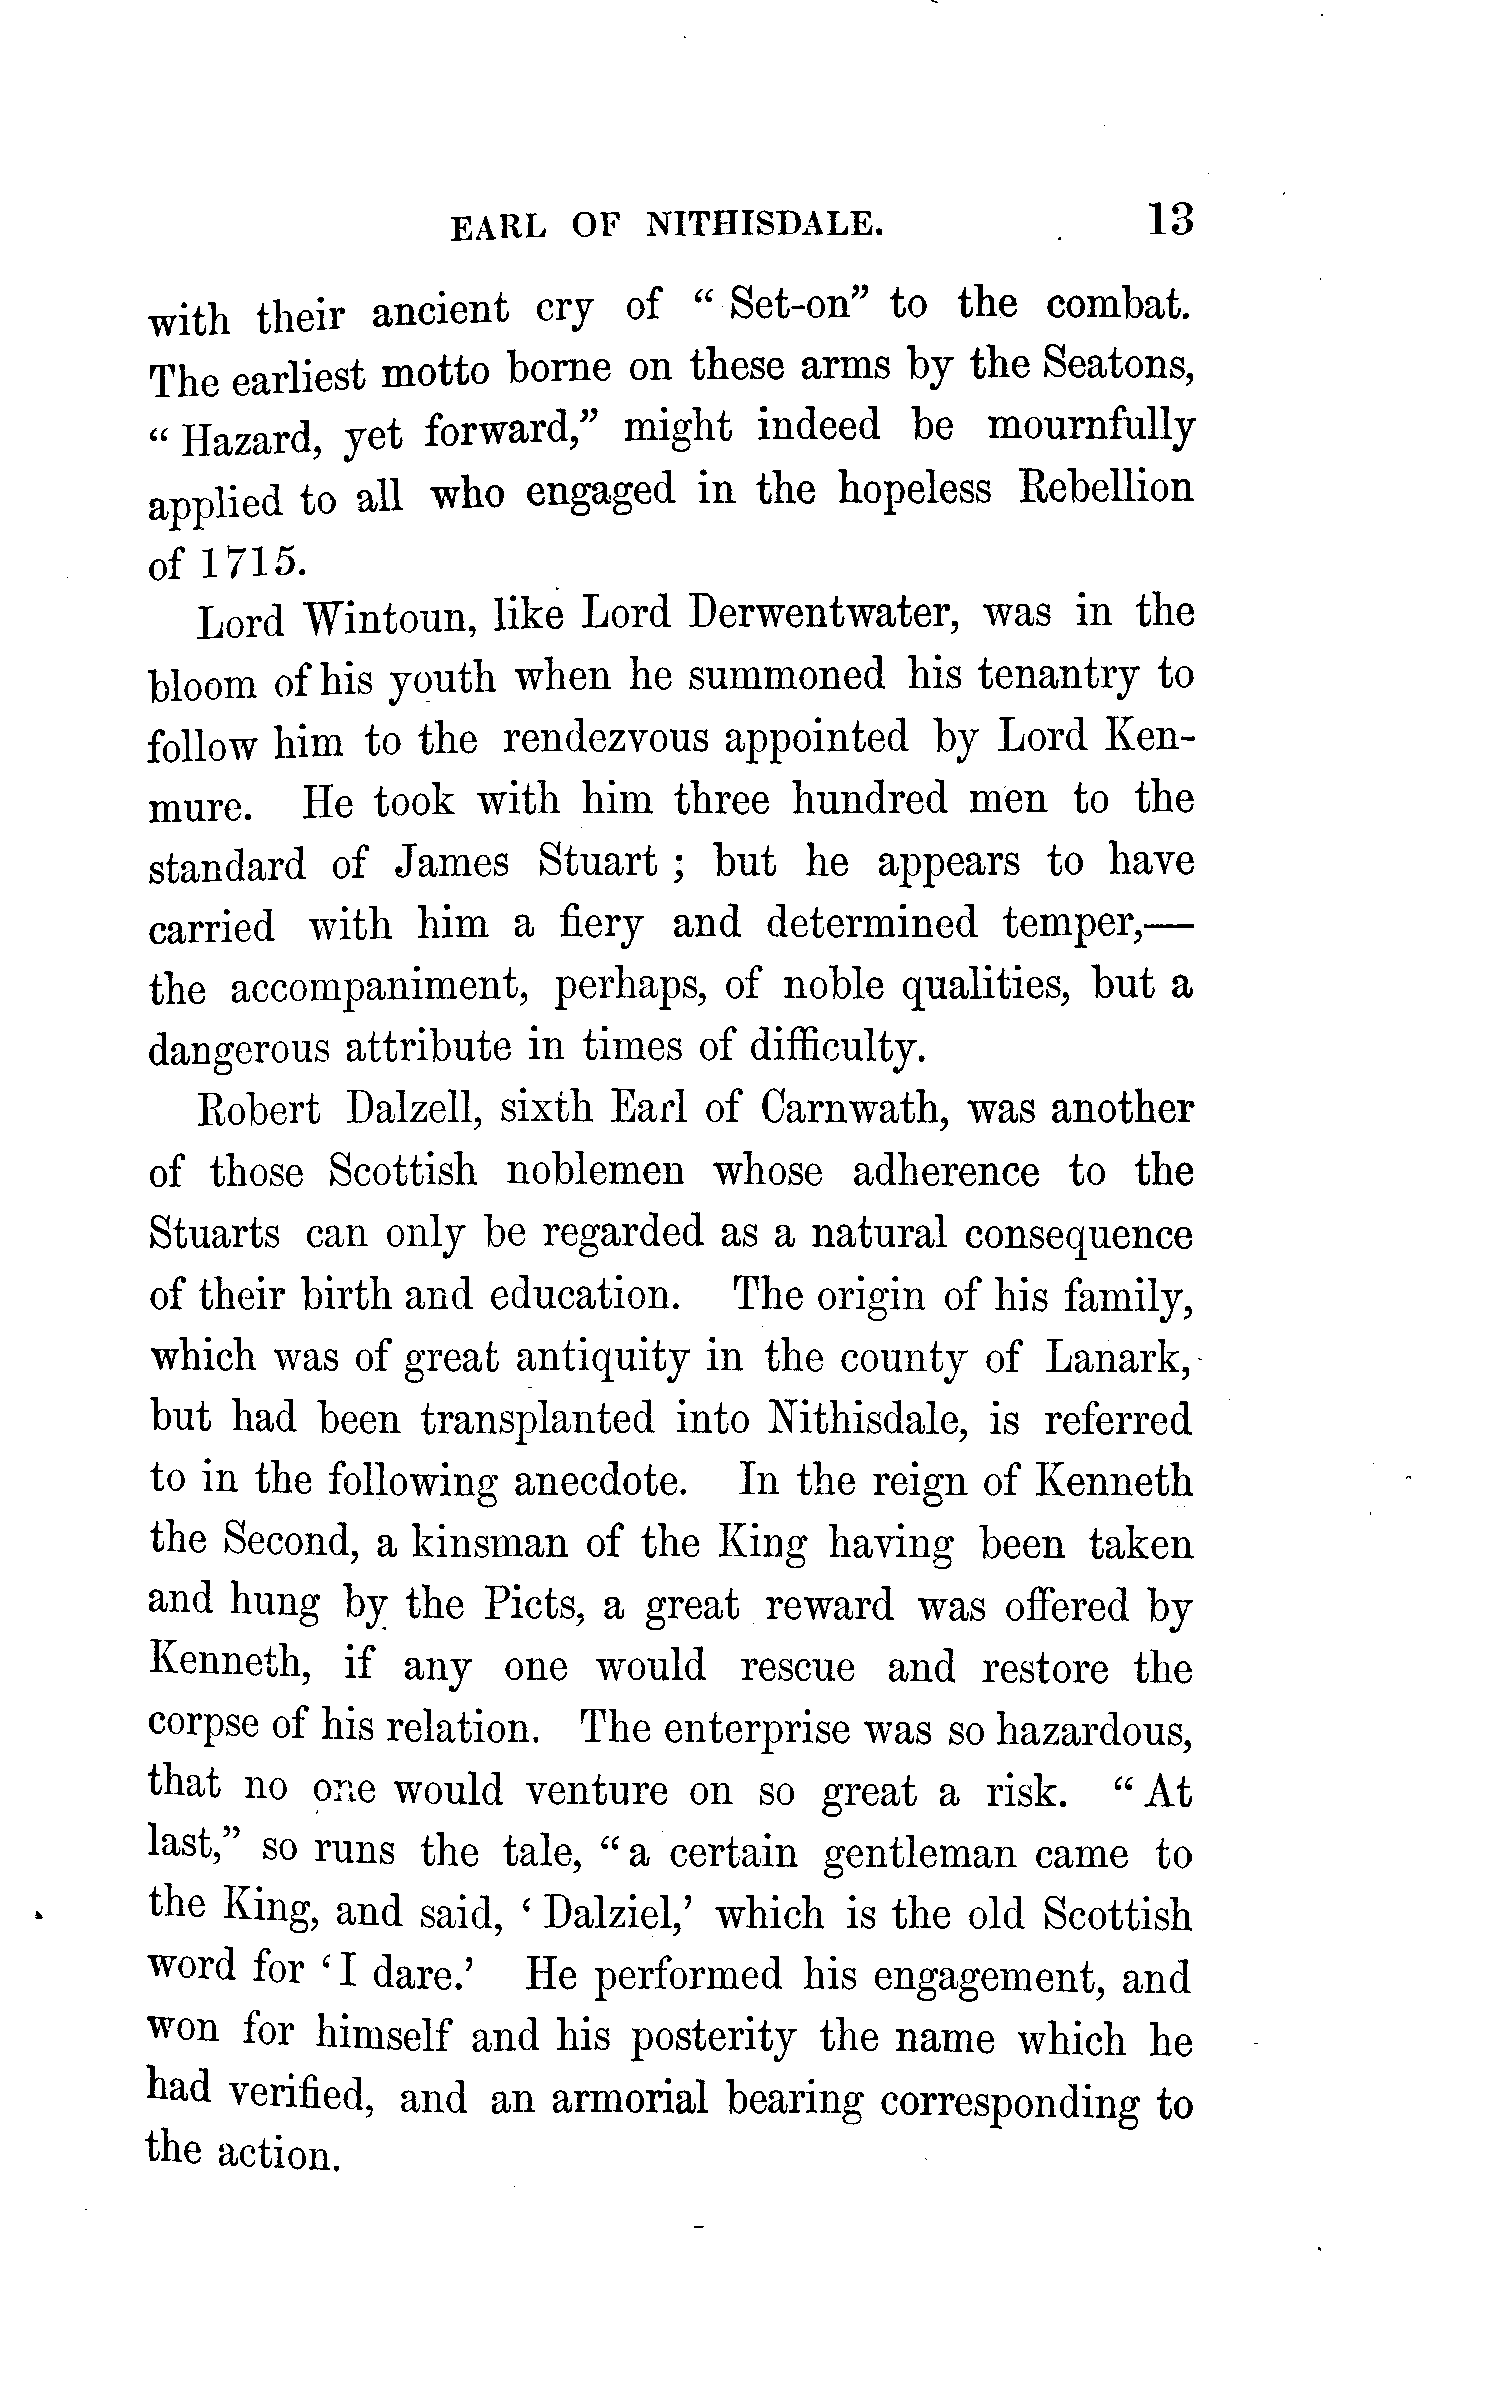 EARL OF NITHISDALE. 13
with their ancient cry of " Set-on" to the combat.
The earliest motto borne on these arms by the Seatons,
" Hazard, yet forward," might indeed be mournfully
applied to all who engaged in the hopeless Rebellion
of 1715.
Lord Wintoun, like Lord Derwentwater, was in the
bloom of his youth when he summoned his tenantry to
follow him to the rendezvous appointed by Lord Ken-
mure. He took with him three hundred men to the
standard of James Stuart ; but he appears to have
carried with him a fiery and determined temper,—
the accompaniment, perhaps, of noble qualities, but a
dangerous attribute in times of difficulty.
Robert Dalzell, sixth Earl of Carnwath, was another
of those Scottish noblemen whose adherence to the
Stuarts can only be regarded as a natural consequence
of their birth and education. The origin of his family,
which was of great antiquity in the county of Lanark,
but had been transplanted into Nithisdale, is referred
to in the following anecdote. In the reign of Kenneth
the Second, a kinsman of the King having been taken
and hung by the Picts, a great reward was offered by
Kenneth, if any one would rescue and restore the
corpse of his relation. The enterprise was so hazardous,
that no one would venture on so great a risk. " At
last," so runs the tale, " a certain gentleman came to
the King, and said, ' Dalziel,' which is the old Scottish
word for ' I dare.' He performed his engagement, and
won for himself and his posterity the name which he
had verified, and an armorial bearing corresponding to
the action.